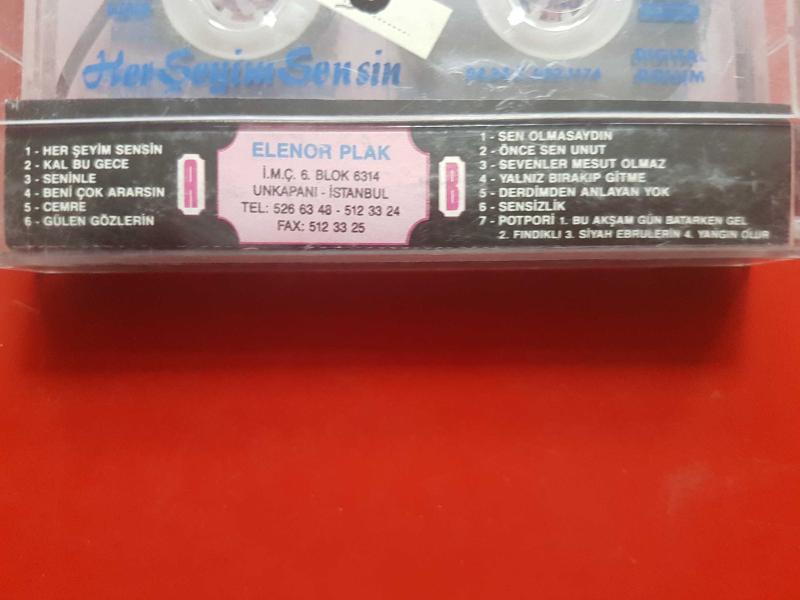 Her Şeyim Sensin
DIGITAL
1 - HER ŞEYİM SENSİN
2 - KAL BU GECE
3 - SENİNLE
4 - BENİ ÇOK ARARSIN
5 - CEMRE
6 - GÜLEN GÖZLERİN
A
ELENOR PLAK
İ.M.Ç. 6. BLOK 6314
UNKAPANI - İSTANBUL
TEL: 526 63 48 - 512 33 24
FAX: 512 33 25
B
1 - SEN OLMASAYDIN
2 - ÖNCE SEN UNUT
3 - SEVENLER MESUT OLMAZ
4 - YALNIZ BIRAKIP GİTME
5 - DERDİMDEN ANLAYAN YOK
6 - SENSİZLİK
7 - POTPORİ 1. BU AKŞAM GÜN BATARKEN GEL
2. FINDIKLI 3. SİYAH EBRULERİN 4. YANGIN OLUR